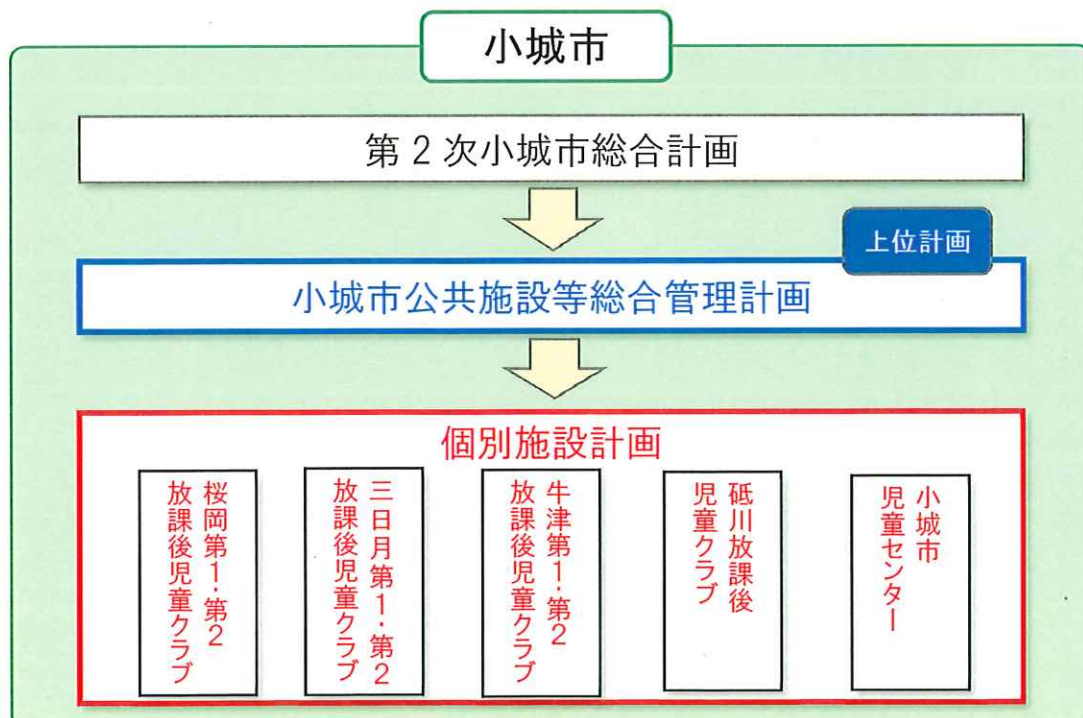 小城市
第2次小城市総合計画
上位計画
小城市公共施設等総合管理計画
個別施設計画
桜岡第1・第2
放課後児童クラブ
三日月第1・第2
放課後児童クラブ
牛津第1・第2
放課後児童クラブ
砥川放課後
児童クラブ
小城市
児童センター